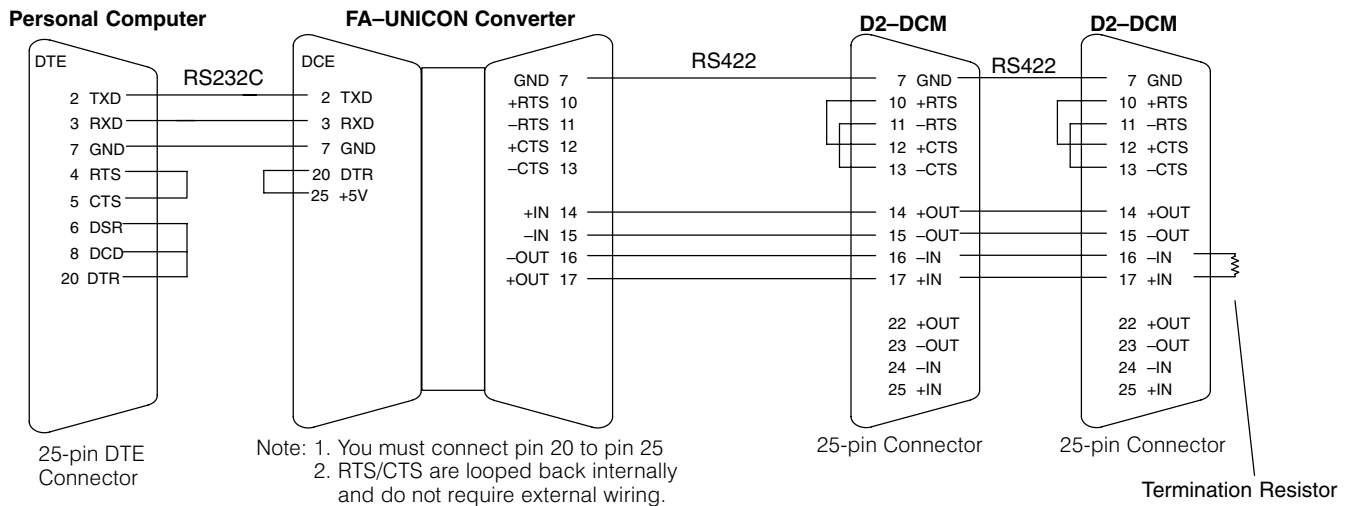 Personal Computer
FA–UNICON Converter
D2–DCM
D2–DCM
DTE
2 TXD
3 RXD
7 GND
4 RTS
5 CTS
6 DSR
8 DCD
20 DTR
25-pin DTE
Connector
RS232C
DCE
2 TXD
3 RXD
7 GND
20 DTR
25 +5V
GND 7
+RTS 10
–RTS 11
+CTS 12
–CTS 13
+IN 14
–IN 15
–OUT 16
+OUT 17
Note: 1. You must connect pin 20 to pin 25
2. RTS/CTS are looped back internally
and do not require external wiring.
RS422
7 GND
10 +RTS
11 –RTS
12 +CTS
13 –CTS
14 +OUT
15 –OUT
16 –IN
17 +IN
22 +OUT
23 –OUT
24 –IN
25 +IN
25-pin Connector
RS422
7 GND
10 +RTS
11 –RTS
12 +CTS
13 –CTS
14 +OUT
15 –OUT
16 –IN
17 +IN
22 +OUT
23 –OUT
24 –IN
25 +IN
25-pin Connector
Termination Resistor